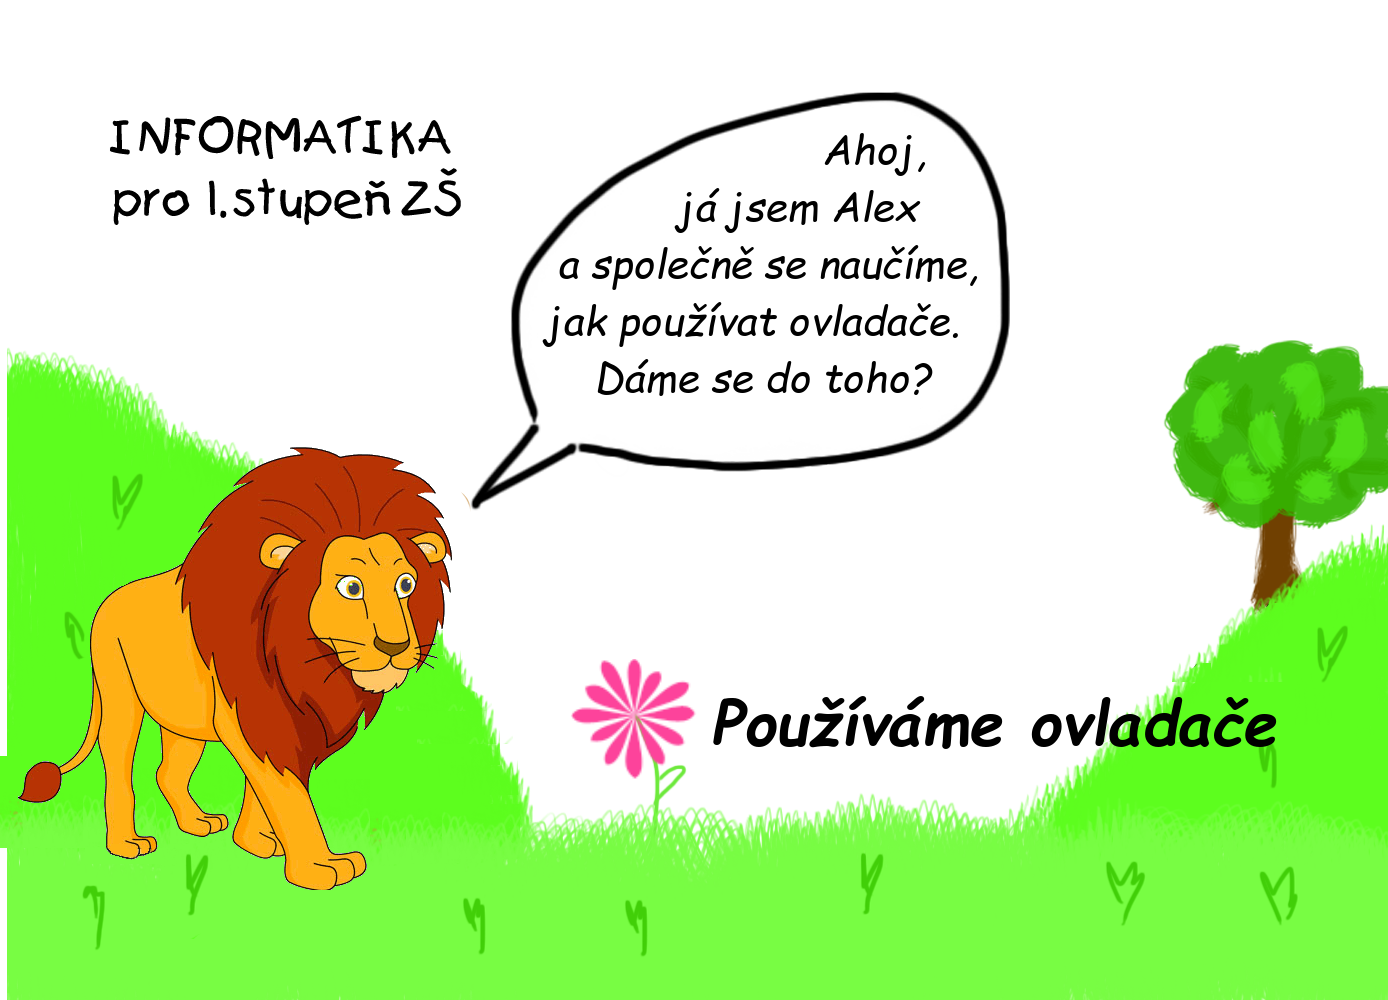 INFORMATIKA
pro 1.stupeň ZŠ
Ahoj,
já jsem Alex
a společně se naučíme,
jak používat ovladače.
Dáme se do toho?
Používáme ovladače